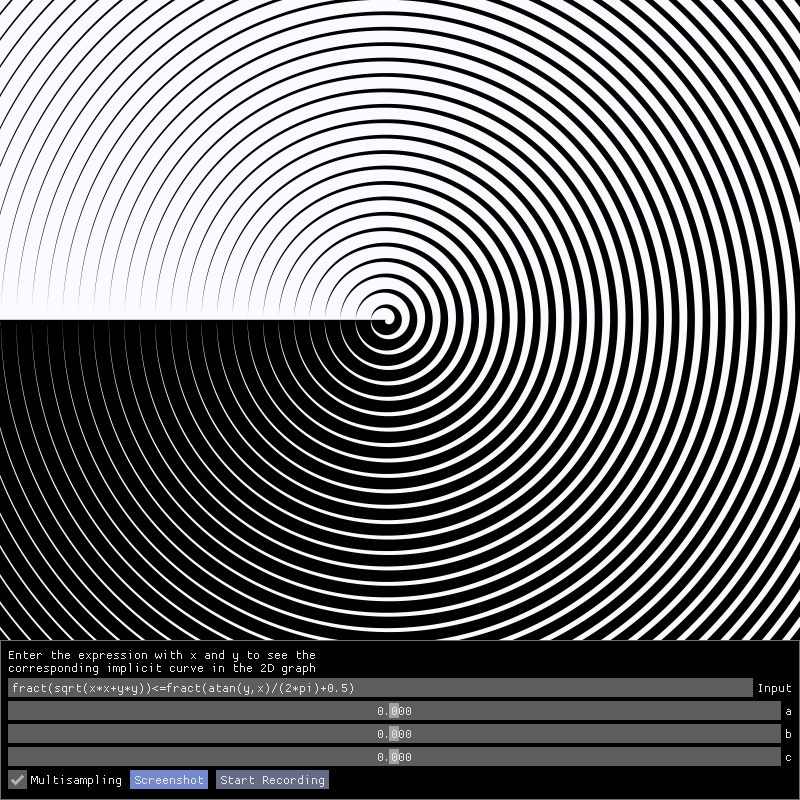 Enter the expression with x and y to see the
corresponding implicit curve in the 2D graph
fract(sqrt(x*x+y*y))<=fract(atan(y,x)/(2*pi)+0.5) Input
0.000 a
0.000 b
0.000 c
Multisampling Screenshot Start Recording